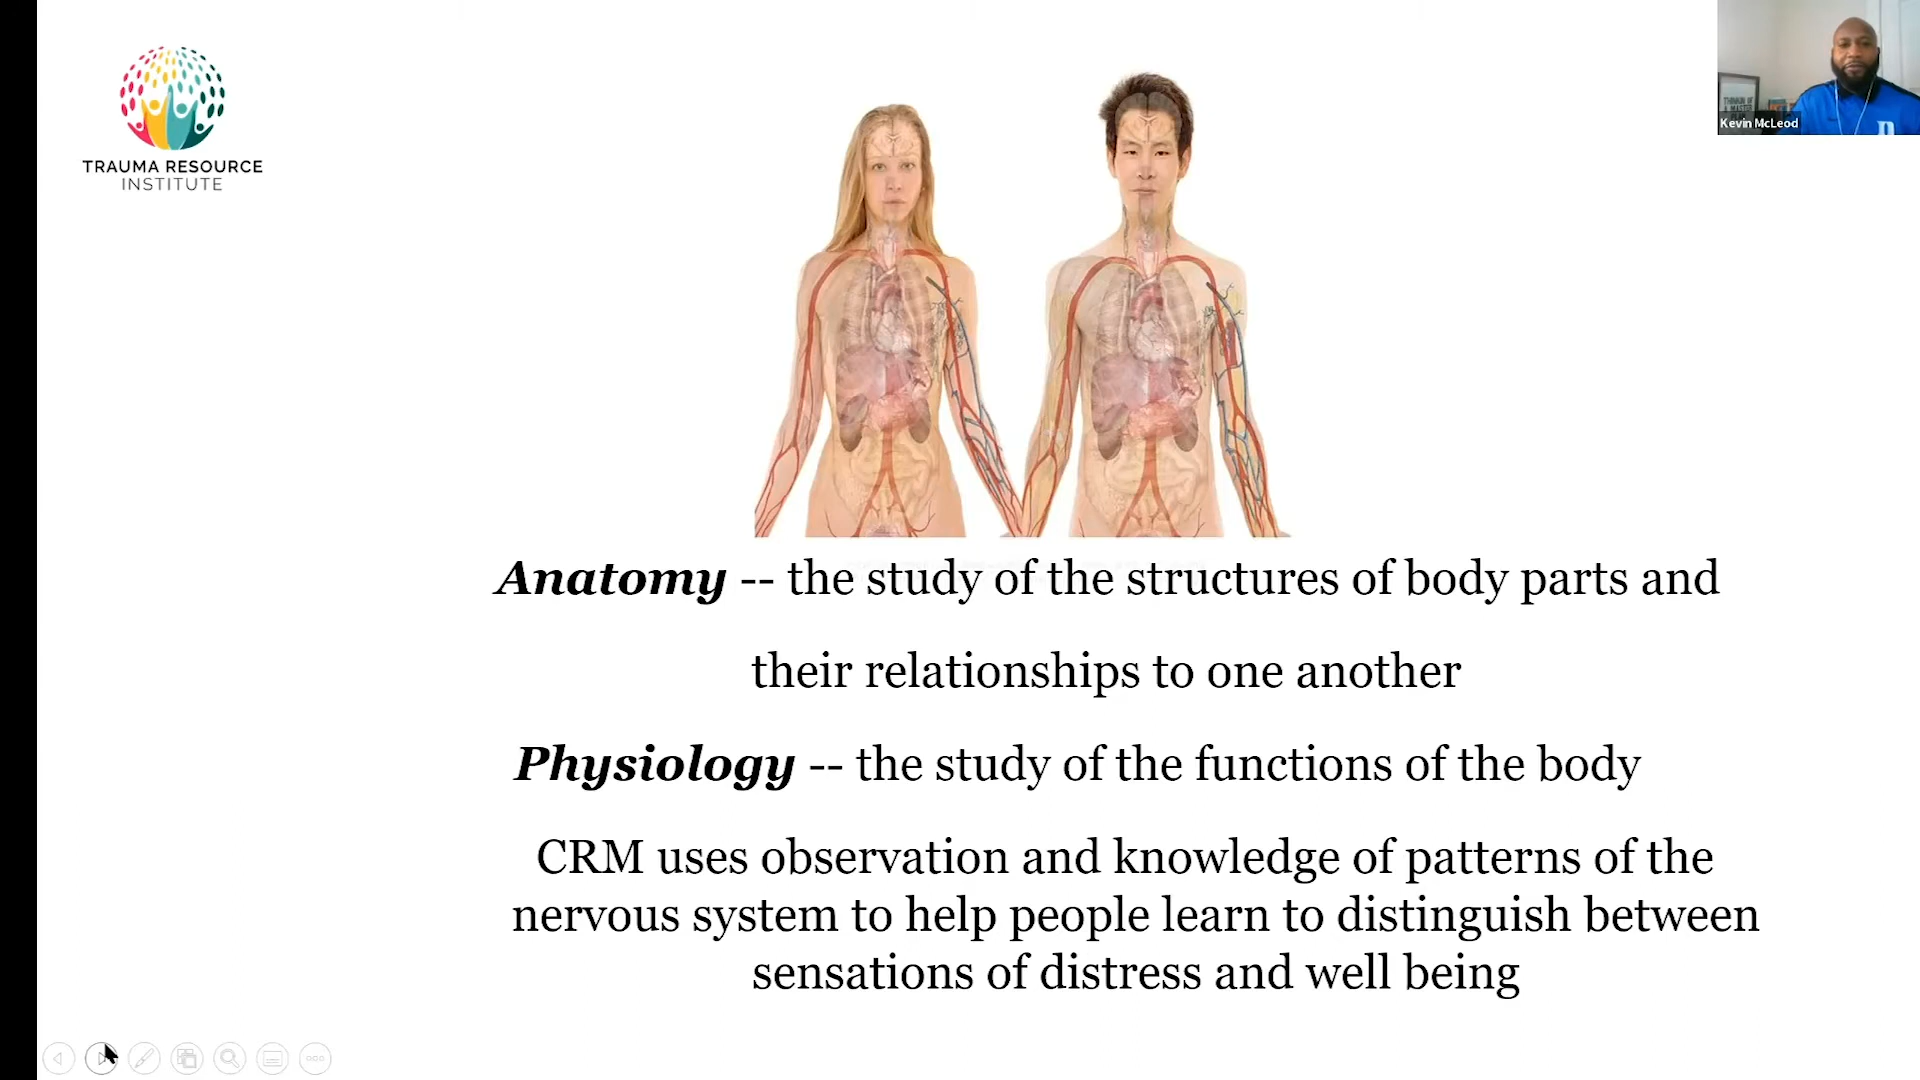 TRAUMA RESOURCE
INSTITUTE
Kevin McLeod
Anatomy -- the study of the structures of body parts and
their relationships to one another
Physiology -- the study of the functions of the body
CRM uses observation and knowledge of patterns of the
nervous system to help people learn to distinguish between
sensations of distress and well being